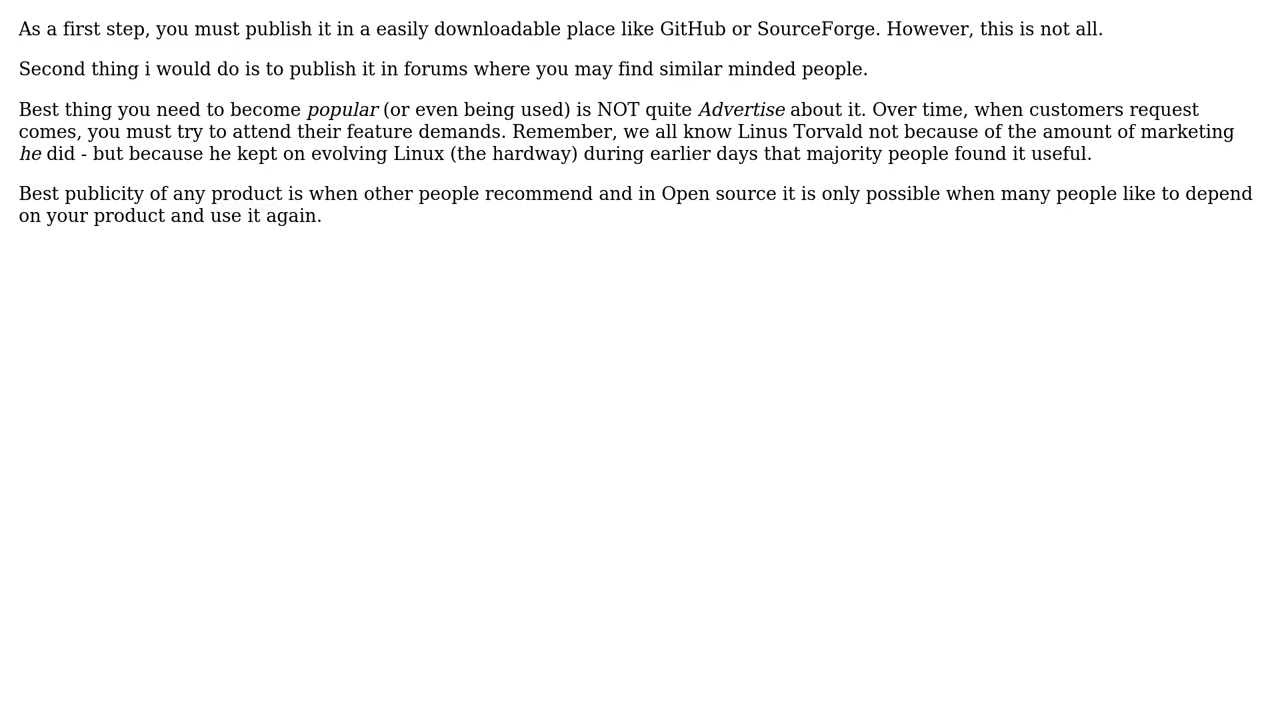 As a first step, you must publish it in a easily downloadable place like GitHub or SourceForge. However, this is not all.
Second thing i would do is to publish it in forums where you may find similar minded people.
Best thing you need to become popular (or even being used) is NOT quite Advertise about it. Over time, when customers request
comes, you must try to attend their feature demands. Remember, we all know Linus Torvald not because of the amount of marketing
he did - but because he kept on evolving Linux (the hardway) during earlier days that majority people found it useful.
Best publicity of any product is when other people recommend and in Open source it is only possible when many people like to depend
on your product and use it again.